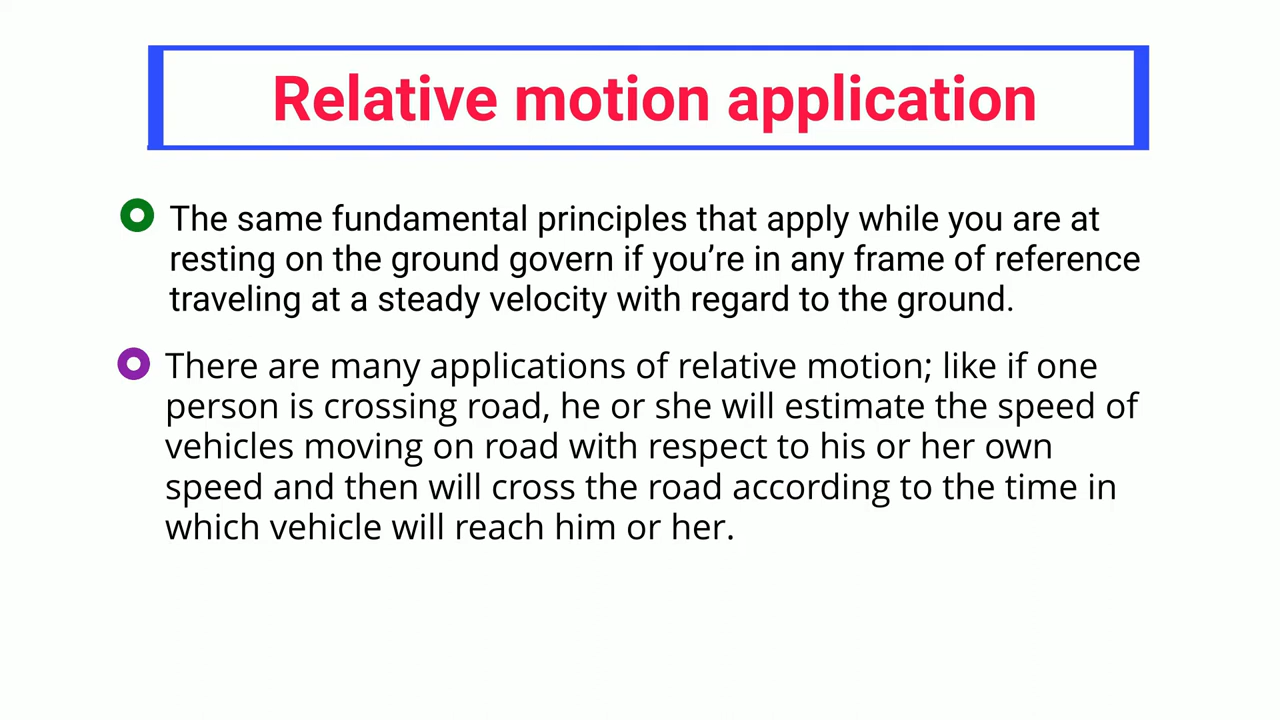 Relative motion application
The same fundamental principles that apply while you are at
resting on the ground govern if you’re in any frame of reference
traveling at a steady velocity with regard to the ground.
There are many applications of relative motion; like if one
person is crossing road, he or she will estimate the speed of
vehicles moving on road with respect to his or her own
speed and then will cross the road according to the time in
which vehicle will reach him or her.